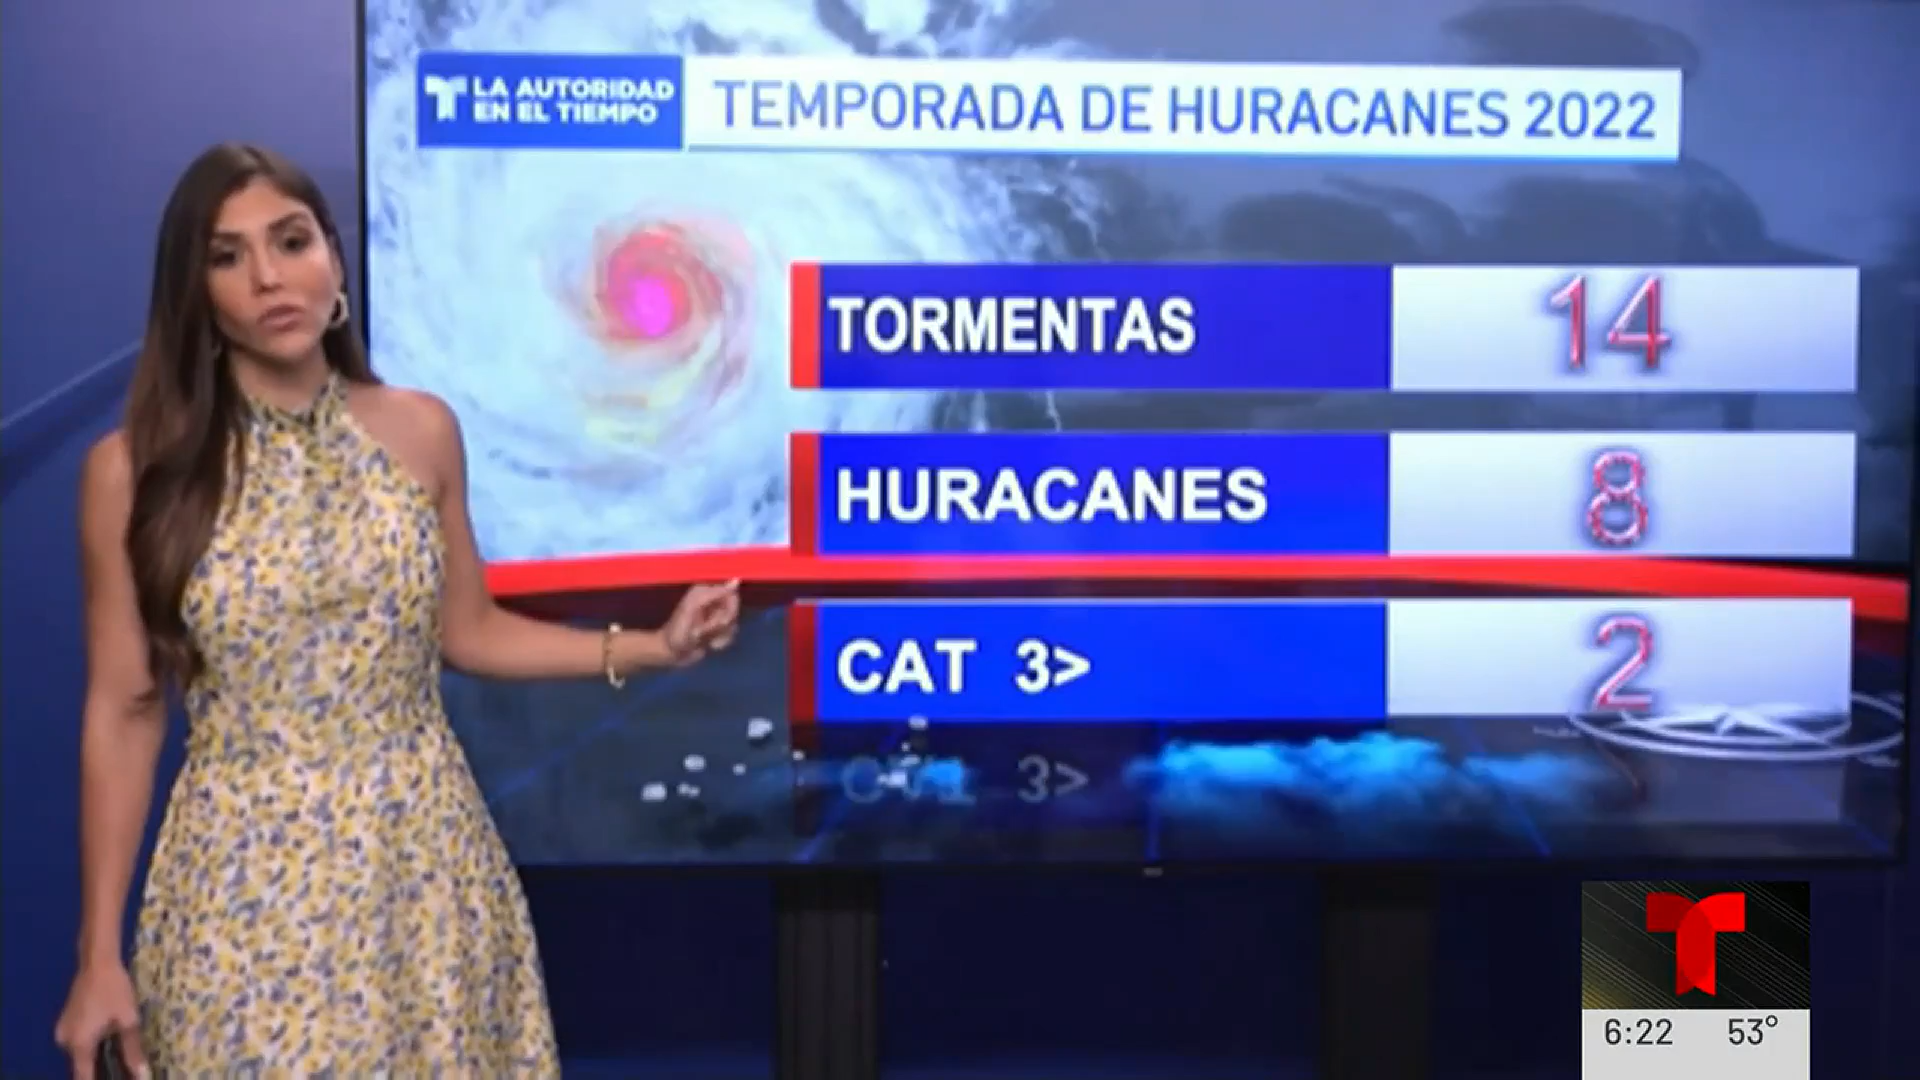 LA AUTORIDAD
EN EL TIEMPO
TEMPORADA DE HURACANES 2022
TORMENTAS 14
HURACANES 8
CAT 3> 2
3>
6:22 53°